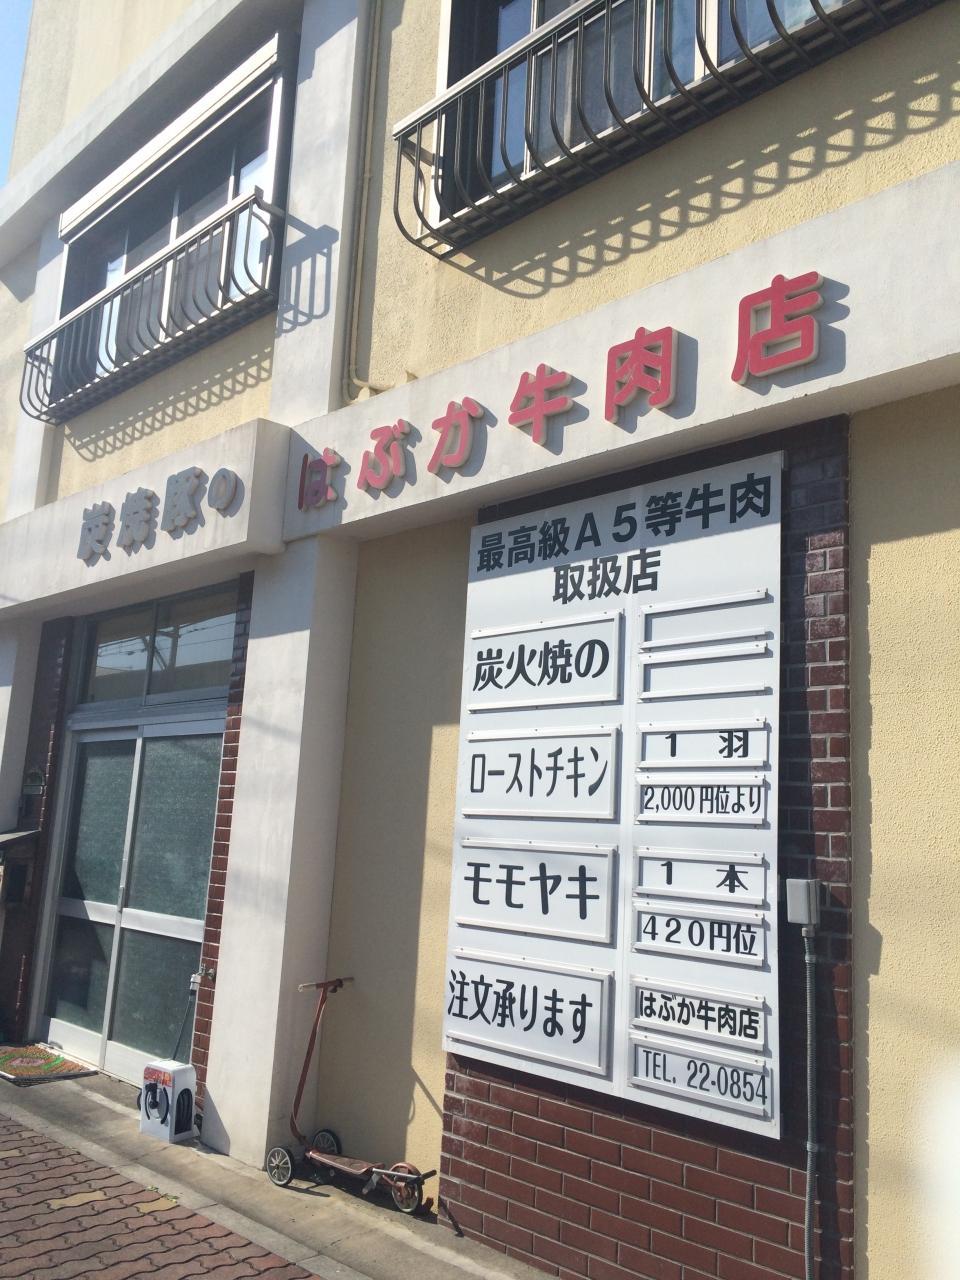 炭焼豚の
はぶか牛肉店
最高級A5等牛肉
取扱店
炭火焼の
ローストチキン
1 羽
2,000円位より
モモヤキ
1 本
420円位
注文承ります
はぶか牛肉店
TEL. 22-0854